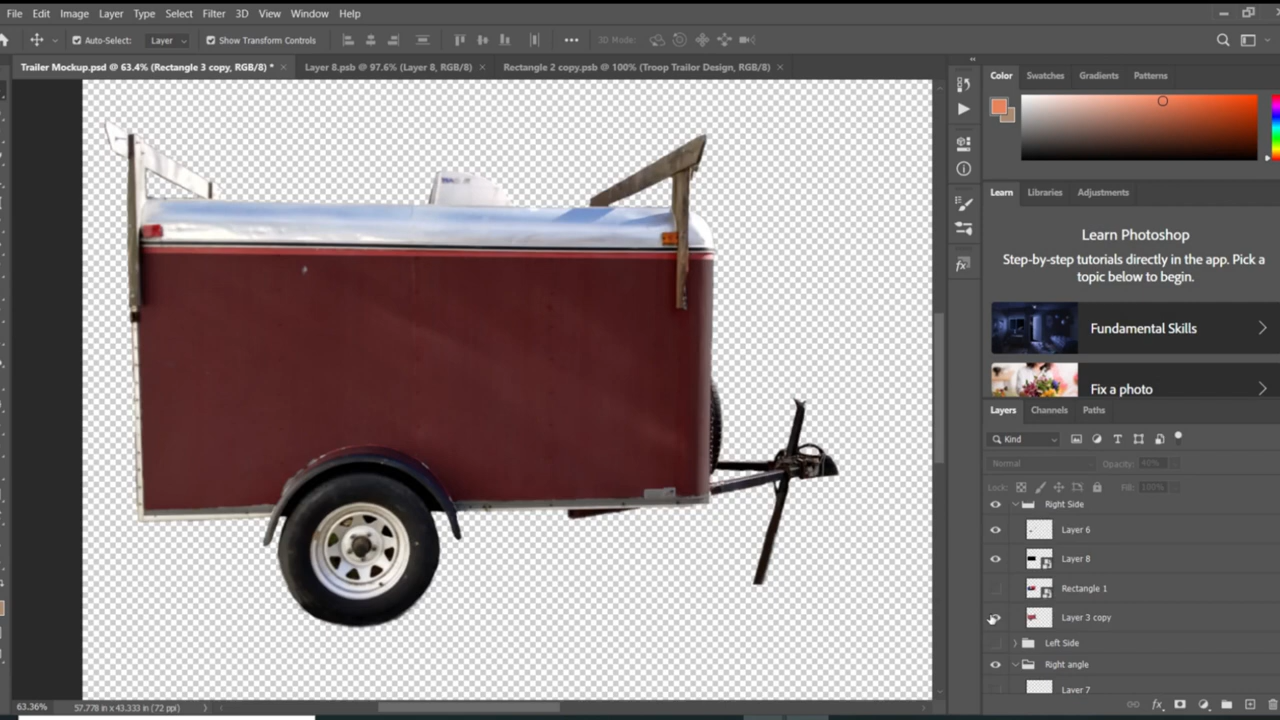 File Edit Image Layer Type Select Filter 3D View Window Help
Auto-Select: Layer Show Transform Controls 3D Mode:
Trailer Mockup.psd @ 63.4% (Rectangle 3 copy, RGB/8) * × Layer 8.psb @ 97.6% (Layer 8, RGB/8) × Rectangle 2 copy.psb @ 100% (Troop Trailor Design, RGB/8) ×
Color Swatches Gradients Patterns
Learn Libraries Adjustments
Learn Photoshop
Step-by-step tutorials directly in the app. Pick a
topic below to begin.
Fundamental Skills
Fix a photo
Layers Channels Paths
Kind
Normal Opacity: 40%
Lock: Fill: 100%
Right Side
Layer 6
Layer 8
Rectangle 1
Layer 3 copy
Left Side
Right angle
Layer 7
63.36% 57.778 in x 43.333 in (72 ppi)